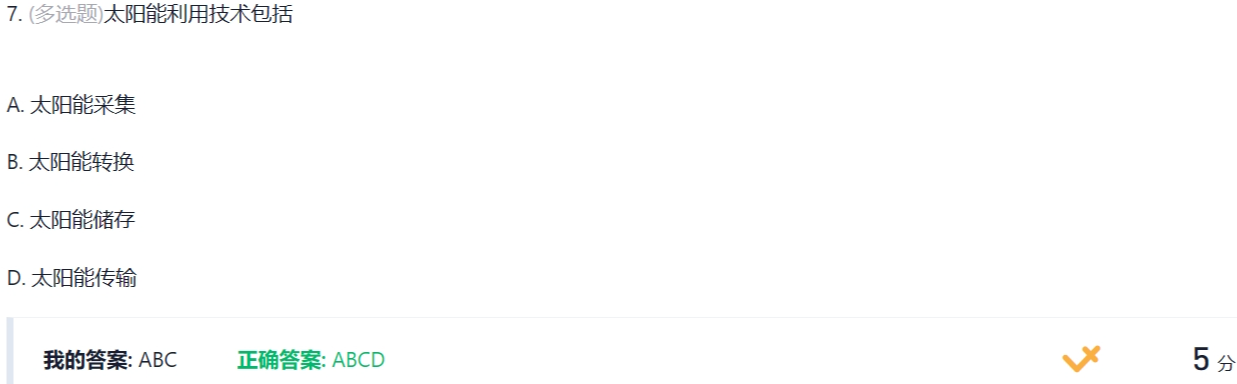 7. (多选题)太阳能利用技术包括
A. 太阳能采集
B. 太阳能转换
C. 太阳能储存
D. 太阳能传输
我的答案: ABC 正确答案: ABCD 5 分